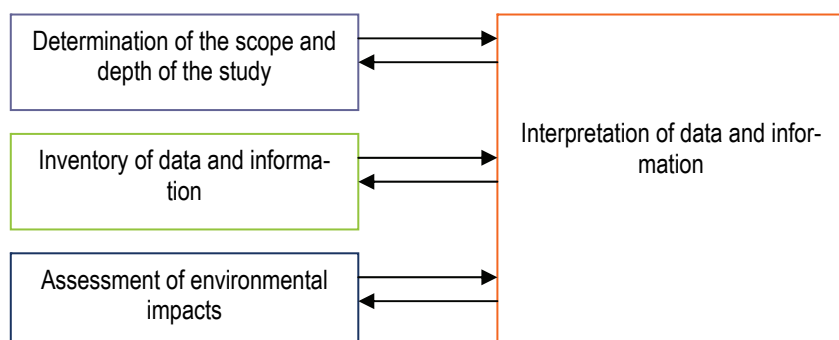 Determination of the scope and
depth of the study
Inventory of data and informa-
tion
Assessment of environmental
impacts
Interpretation of data and infor-
mation